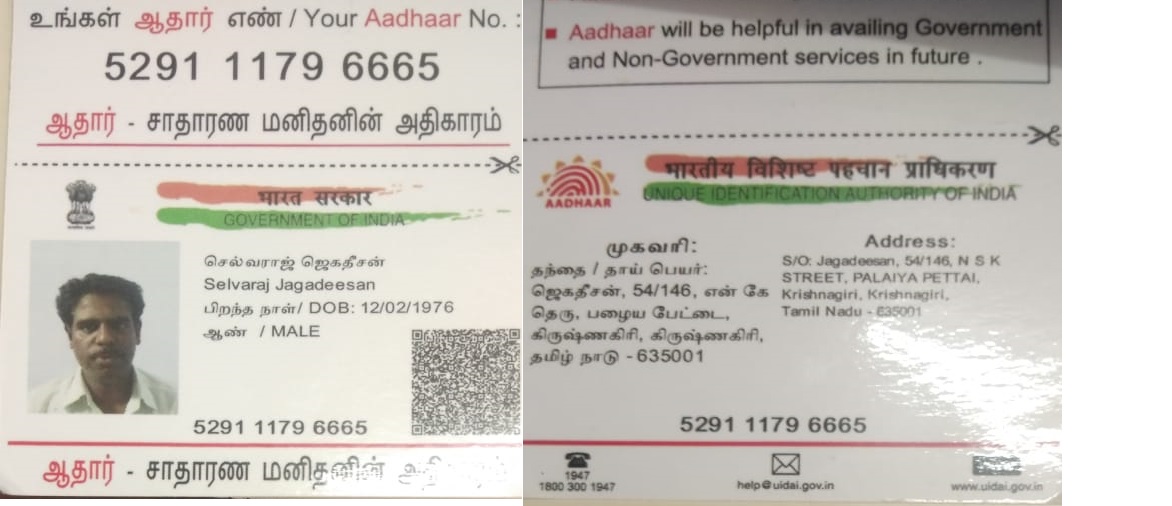 உங்கள் ஆதார் எண் / Your Aadhaar No. :
5291 1179 6665
ஆதார் - சாதாரண மனிதனின் அதிகாரம்
भारत सरकार
GOVERNMENT OF INDIA
செல்வராஜ் ஜெகதீசன்
Selvaraj Jagadeesan
பிறந்த நாள்/ DOB: 12/02/1976
ஆண் / MALE
5291 1179 6665
ஆதார் - சாதாரண மனிதனின்
■ Aadhaar will be helpful in availing Government
and Non-Government services in future .
AADHAAR
भारतीय विशिष्ट पहचान प्राधिकरण
UNIQUE IDENTIFICATION AUTHORITY OF INDIA
முகவரி:
தந்தை / தாய் பெயர்:
ஜெகதீசன், 54/146, என் கே
தெரு, பழைய பேட்டை,
கிருஷ்ணகிரி, கிருஷ்ணகிரி,
தமிழ் நாடு - 635001
Address:
S/O: Jagadeesan, 54/146, N S K
STREET, PALAIYA PETTAI,
Krishnagiri, Krishnagiri,
Tamil Nadu - 635001
5291 1179 6665
1947
1800 300 1947
help@uidai.gov.in
www.uidai.gov.in